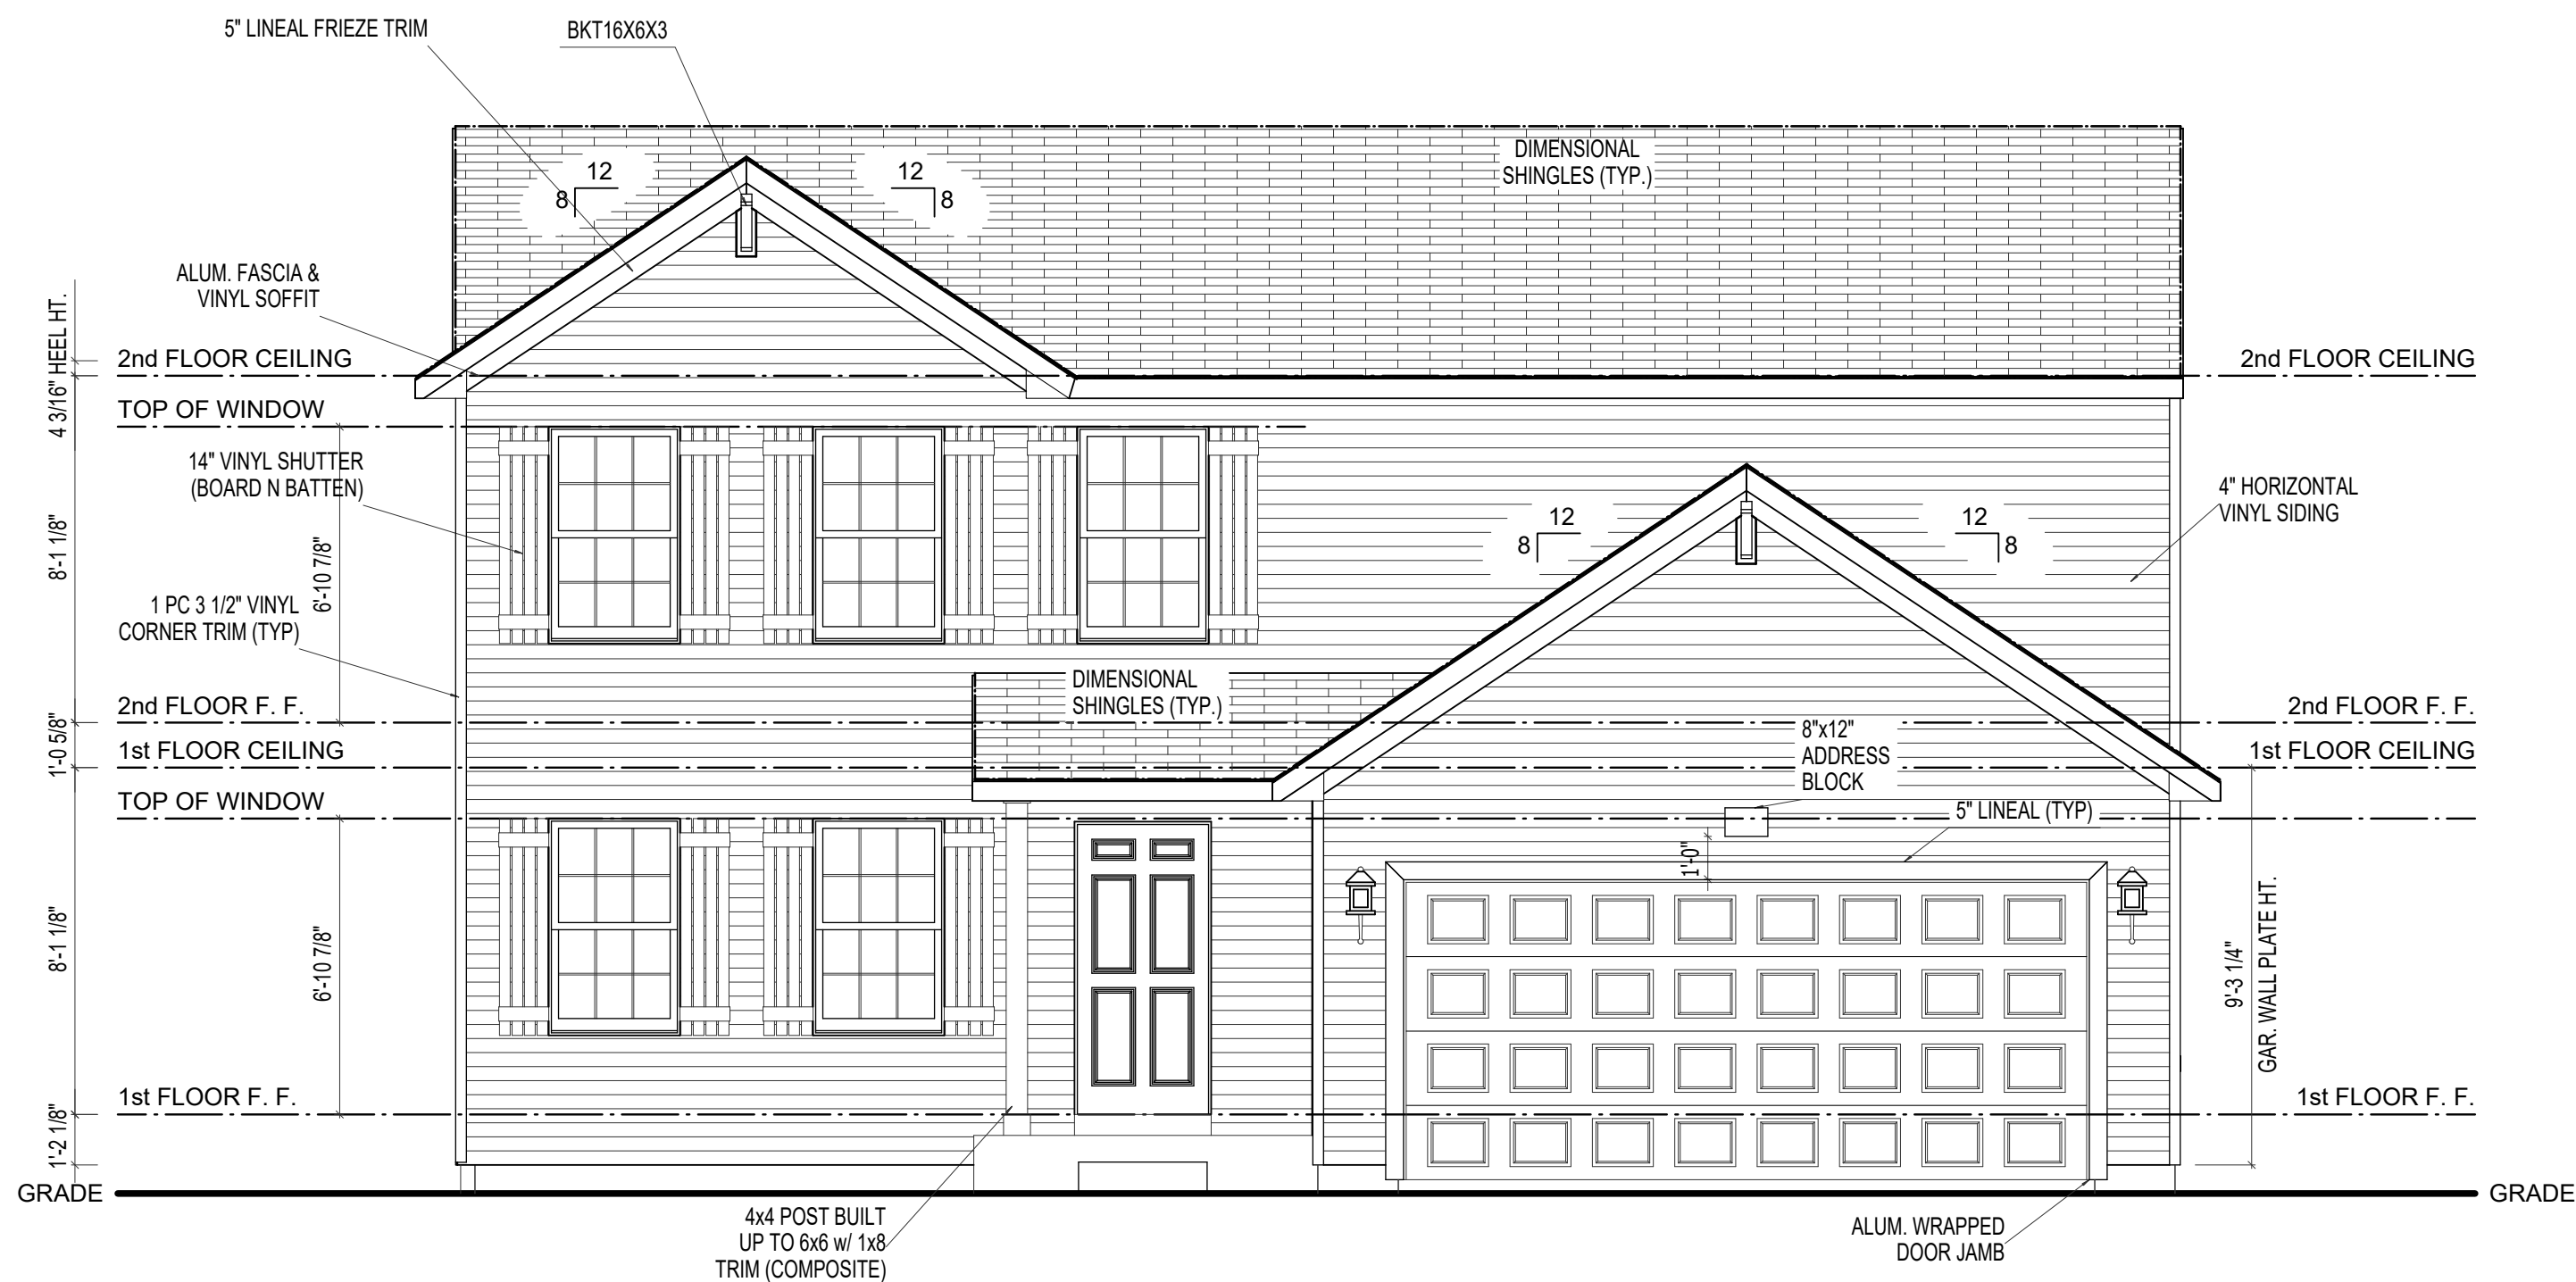 5" LINEAL FRIEZE TRIM
BKT16X6X3
DIMENSIONAL
SHINGLES (TYP.)
12
8
12
8
ALUM. FASCIA &
VINYL SOFFIT
4 3/16" HEEL HT.
2nd FLOOR CEILING
2nd FLOOR CEILING
TOP OF WINDOW
14" VINYL SHUTTER
(BOARD N BATTEN)
4" HORIZONTAL
VINYL SIDING
12
8
12
8
8'-1 1/8"
6'-10 7/8"
1 PC 3 1/2" VINYL
CORNER TRIM (TYP)
DIMENSIONAL
SHINGLES (TYP.)
2nd FLOOR F. F.
2nd FLOOR F. F.
1'-0 5/8"
8"x12"
ADDRESS
BLOCK
1st FLOOR CEILING
1st FLOOR CEILING
TOP OF WINDOW
5" LINEAL (TYP)
1'-0"
8'-1 1/8"
6'-10 7/8"
9'-3 1/4"
GAR. WALL PLATE HT.
1st FLOOR F. F.
1st FLOOR F. F.
1'-2 1/8"
GRADE
GRADE
4x4 POST BUILT
UP TO 6x6 w/ 1x8
TRIM (COMPOSITE)
ALUM. WRAPPED
DOOR JAMB